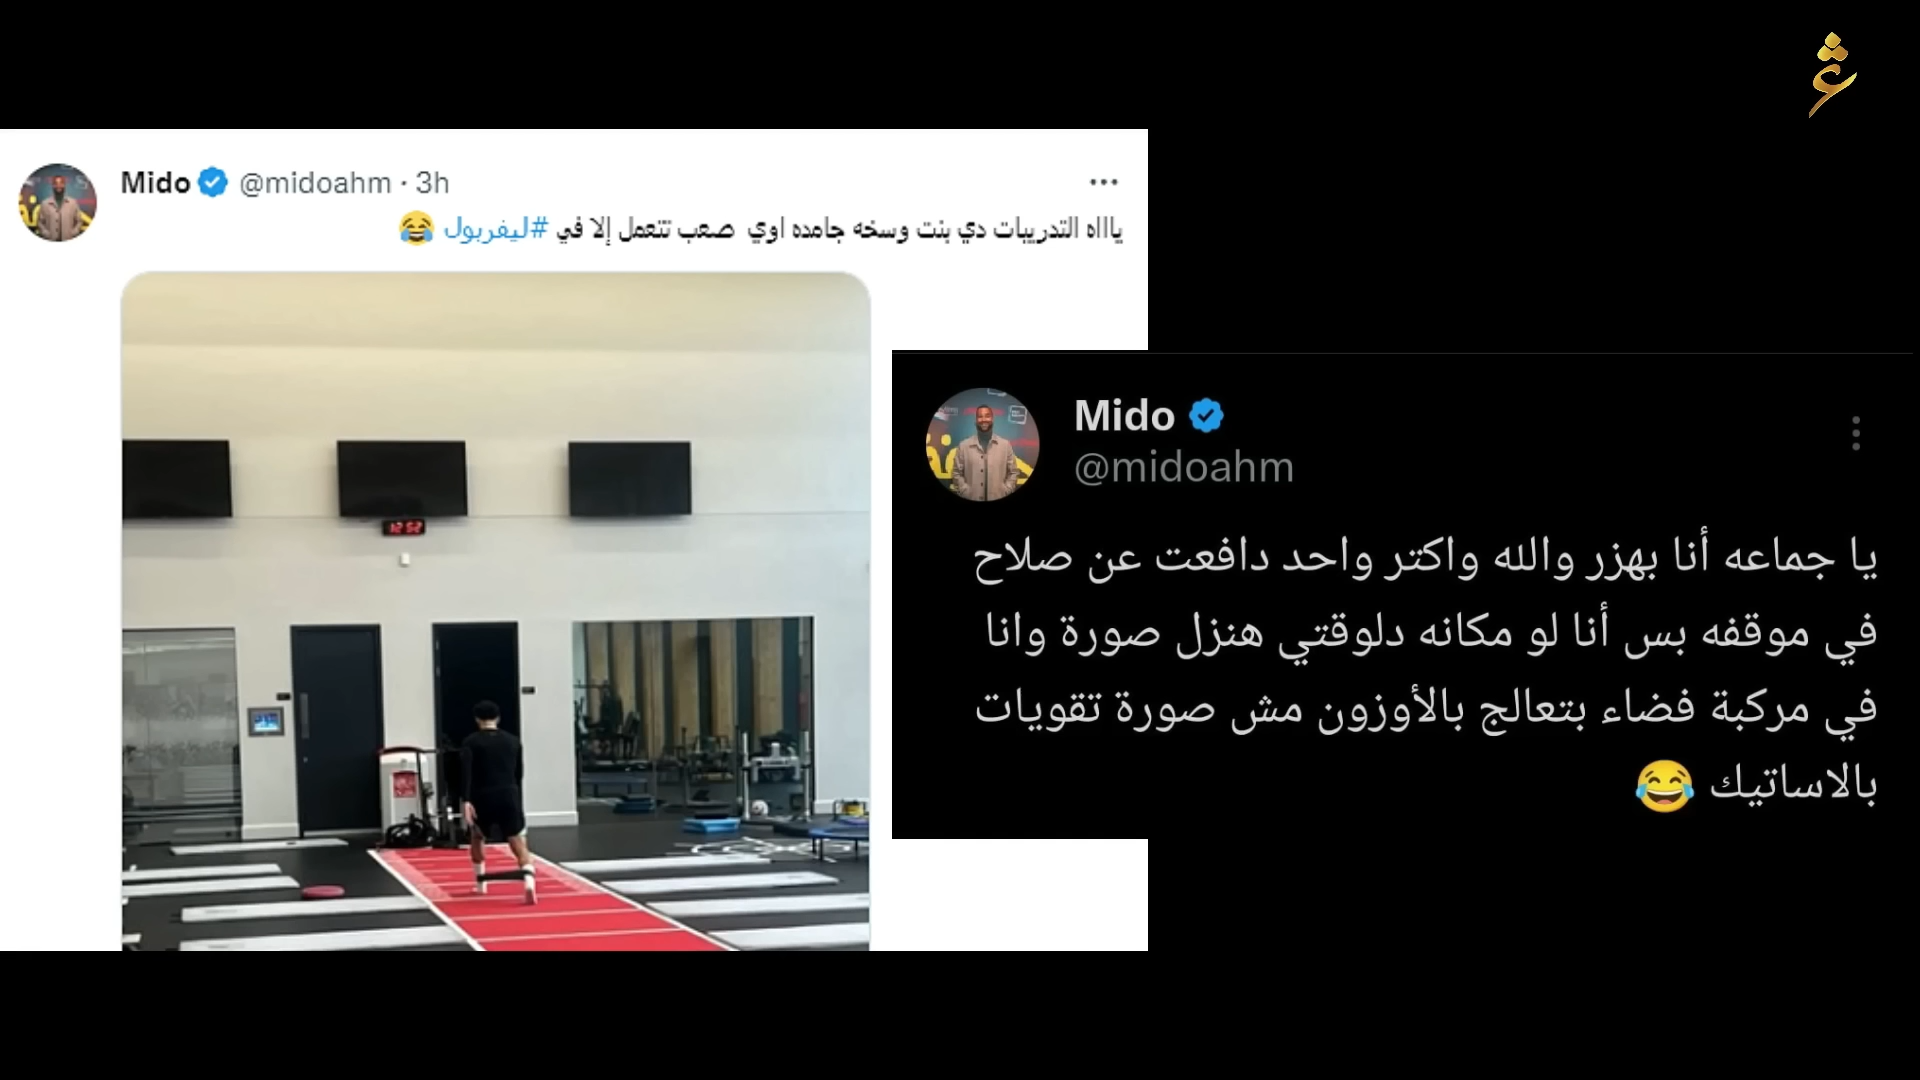 Mido @midoahm · 3h
ياااه التدريبات دي بنت وسخه جامده اوي صعب تتعمل إلا في #ليفربول 😂
12:52
Mido
@midoahm
يا جماعه أنا بهزر والله واكتر واحد دافعت عن صلاح
في موقفه بس أنا لو مكانه دلوقتي هنزل صورة وانا
في مركبة فضاء بتعالج بالأوزون مش صورة تقويات
بالاساتيك 😂